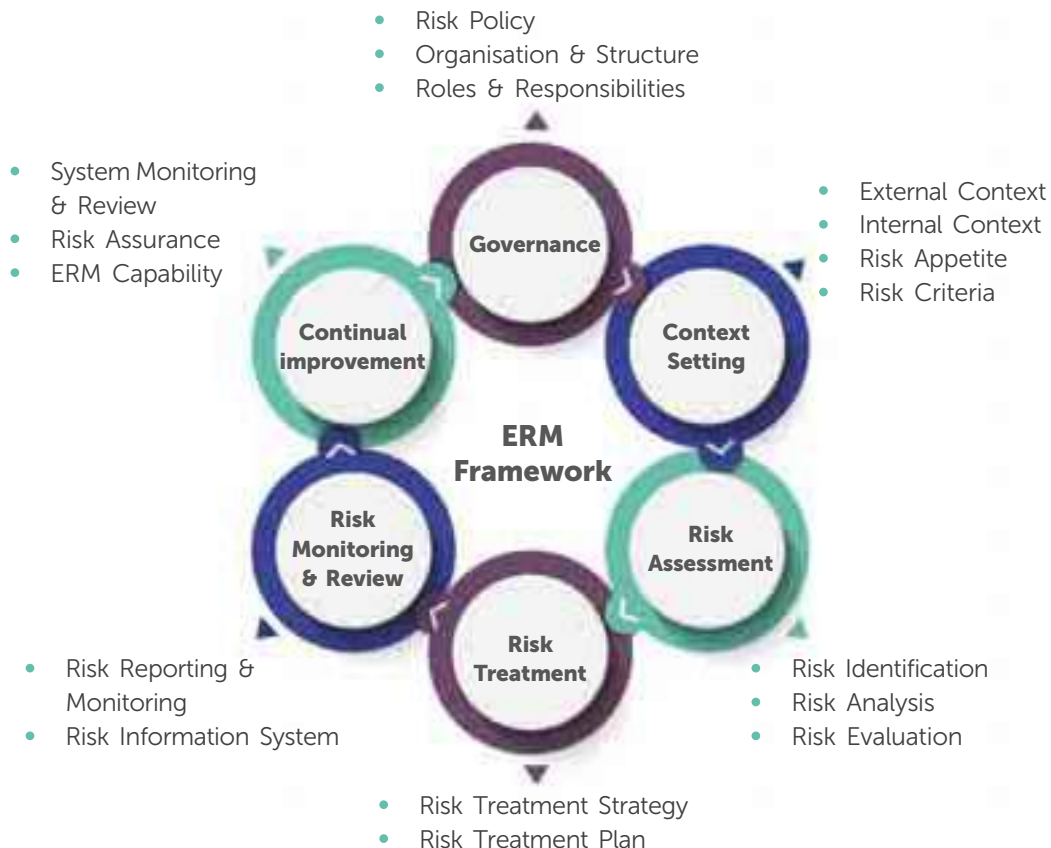 Risk Policy
Organisation & Structure
Roles & Responsibilities
System Monitoring
& Review
Risk Assurance
ERM Capability
External Context
Internal Context
Risk Appetite
Risk Criteria
Governance
Continual
improvement
Context
Setting
ERM
Framework
Risk
Monitoring
& Review
Risk
Assessment
Risk
Treatment
Risk Reporting &
Monitoring
Risk Information System
Risk Identification
Risk Analysis
Risk Evaluation
Risk Treatment Strategy
Risk Treatment Plan